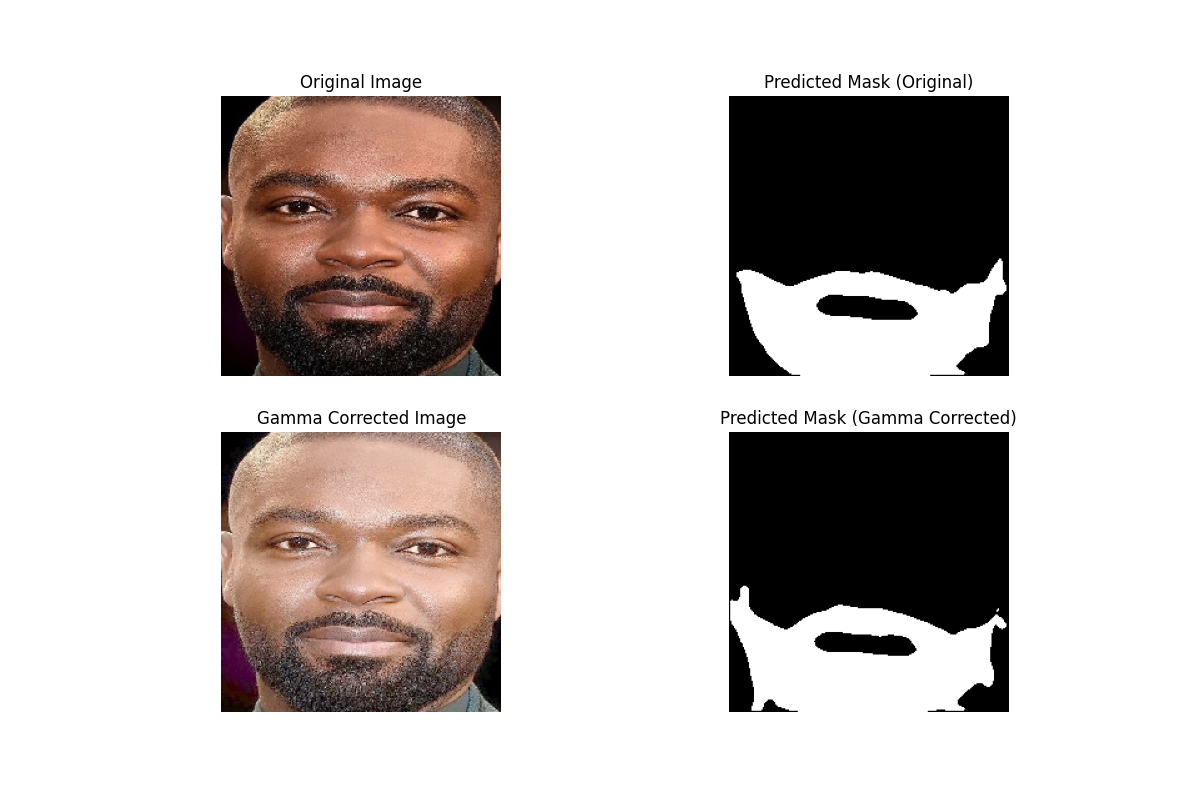 Original Image
Predicted Mask (Original)
Gamma Corrected Image
Predicted Mask (Gamma Corrected)